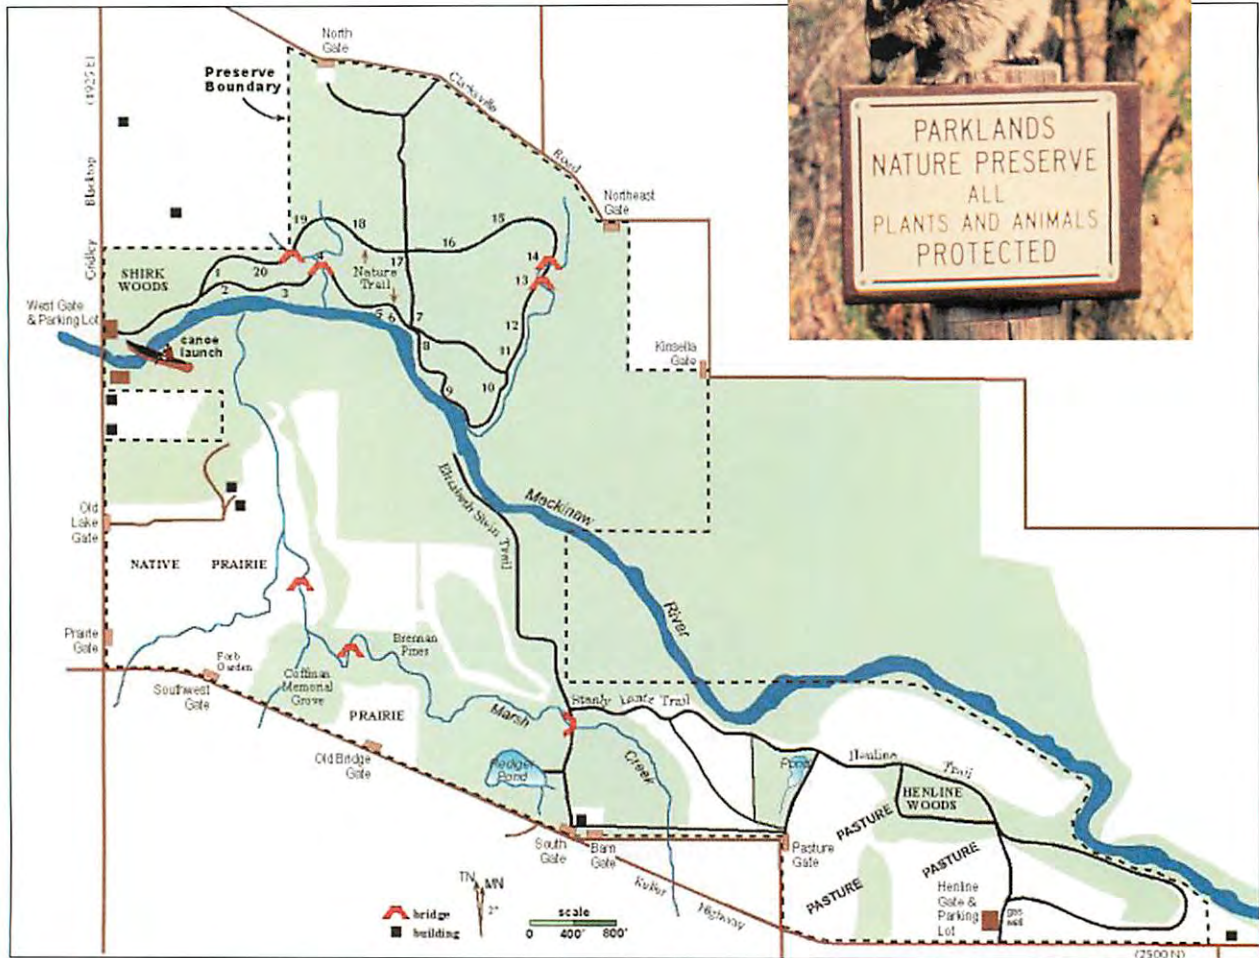 North
Gate
Preserve
Boundary
(1925 E)
Blacktop
Gridley
Clarksville
Road
PARKLANDS
NATURE PRESERVE
ALL
PLANTS AND ANIMALS
PROTECTED
Northeast
Gate
19
18
15
16
17
4
14
13
SHIRK
WOODS
1
20
2
3
Nature
Trail
5
6
7
8
12
11
10
9
West Gate
& Parking Lot
canoe
launch
Kinsella
Gate
Old
Lake
Gate
NATIVE PRAIRIE
Mackinaw
River
Trail
Prairie
Gate
Forb
Garden
Southwest
Gate
Coffman
Memorial
Grove
Brennan
Pines
PRAIRIE
Marsh
Creek
Trail
Old Bridge
Gate
Pond
Pond
Henline
Trail
HENLINE
WOODS
PASTURE
PASTURE
PASTURE
South
Gate
Barn
Gate
Pasture
Gate
Highway
Henline
Gate &
Parking
Lot
gas
well
TN MN
2°
bridge
building
scale
0 400' 800'
(2500 N)